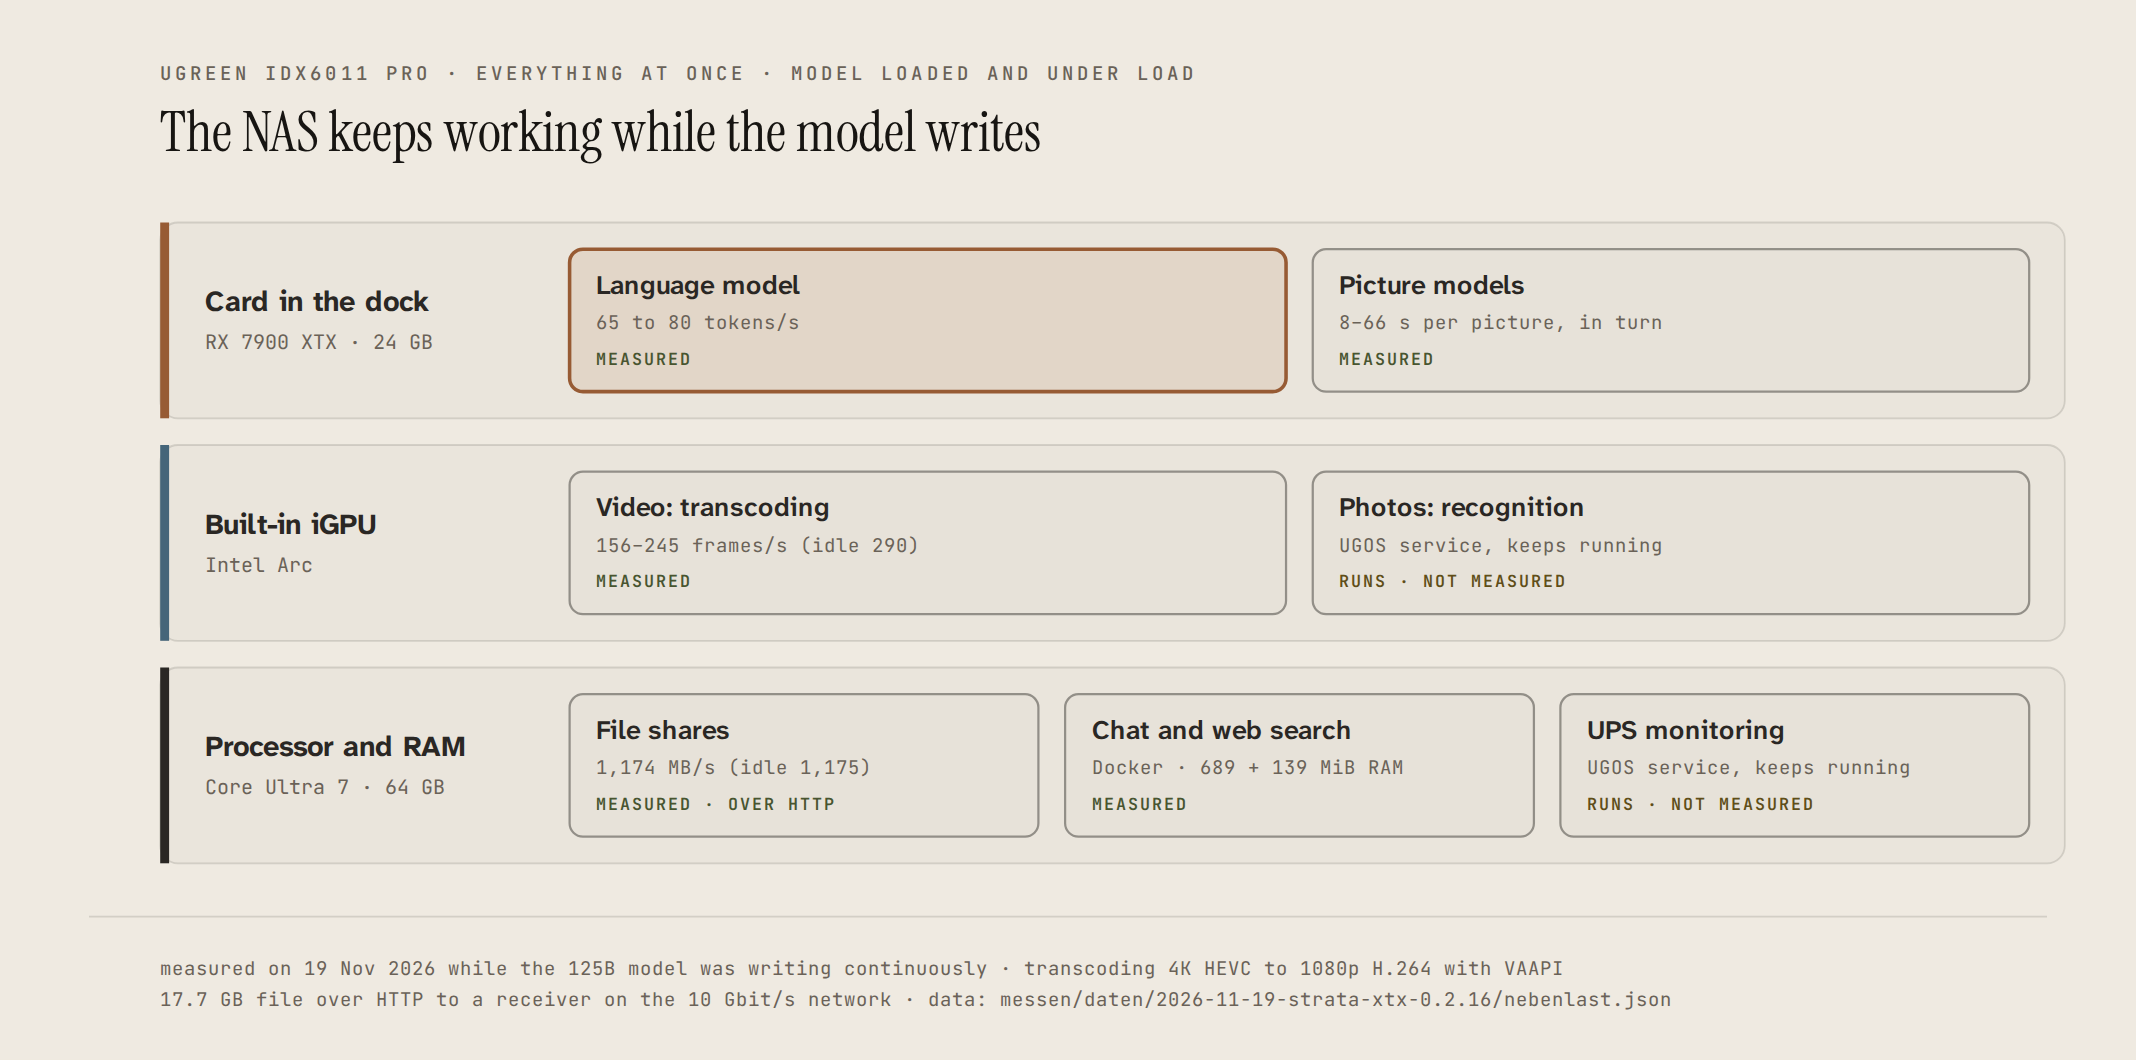 UGREEN IDX6011 PRO · EVERYTHING AT ONCE · MODEL LOADED AND UNDER LOAD
The NAS keeps working while the model writes
Card in the dock
RX 7900 XTX · 24 GB
Language model
65 to 80 tokens/s
MEASURED
Picture models
8–66 s per picture, in turn
MEASURED
Built-in iGPU
Intel Arc
Video: transcoding
156–245 frames/s (idle 290)
MEASURED
Photos: recognition
UGOS service, keeps running
RUNS · NOT MEASURED
Processor and RAM
Core Ultra 7 · 64 GB
File shares
1,174 MB/s (idle 1,175)
MEASURED · OVER HTTP
Chat and web search
Docker · 689 + 139 MiB RAM
MEASURED
UPS monitoring
UGOS service, keeps running
RUNS · NOT MEASURED
measured on 19 Nov 2026 while the 125B model was writing continuously · transcoding 4K HEVC to 1080p H.264 with VAAPI
17.7 GB file over HTTP to a receiver on the 10 Gbit/s network · data: messen/daten/2026-11-19-strata-xtx-0.2.16/nebenlast.json